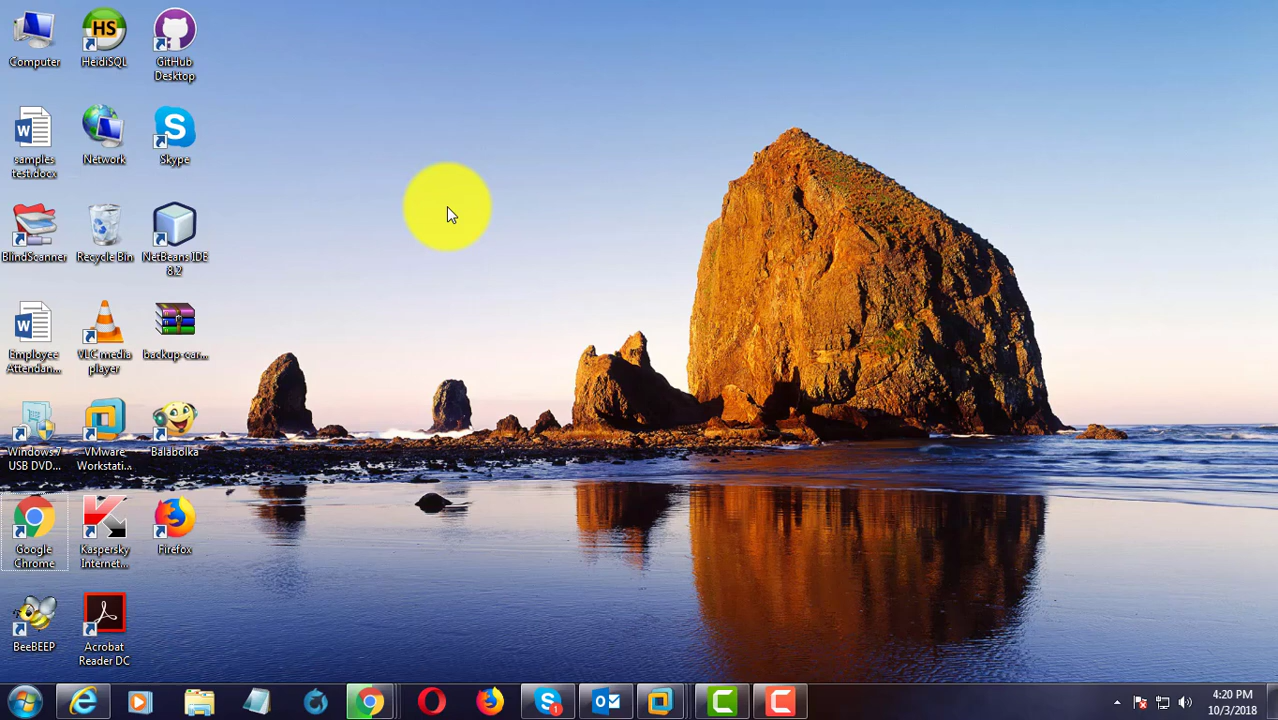 Computer
HeidiSQL
GitHub
Desktop
samples
test.docx
Network
Skype
BlindScanner
Recycle Bin
NetBeans IDE
8.2
Employee
Attendan...
VLC media
player
backup-car...
Windows 7
USB DVD...
VMware
Workstati...
Balabolka
Google
Chrome
Kaspersky
Internet...
Firefox
BeeBEEP
Acrobat
Reader DC
HS
4:20 PM
10/3/2018